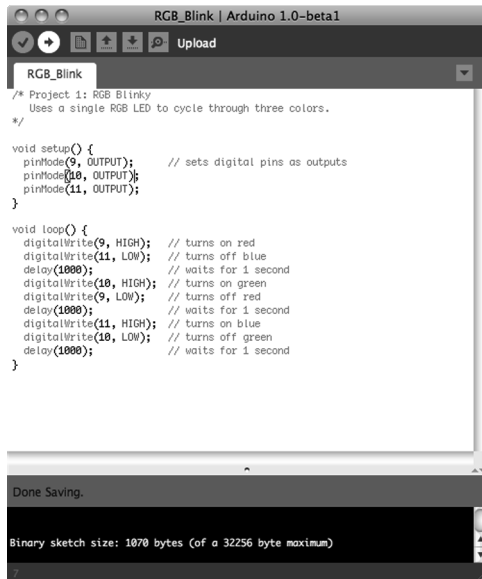 RGB_Blink | Arduino 1.0-beta1
Upload
RGB_Blink
/* Project 1: RGB Blinky
Uses a single RGB LED to cycle through three colors.
*/
void setup() {
pinMode(9, OUTPUT); // sets digital pins as outputs
pinMode(10, OUTPUT);
pinMode(11, OUTPUT);
}
void loop() {
digitalWrite(9, HIGH); // turns on red
digitalWrite(11, LOW); // turns off blue
delay(1000); // waits for 1 second
digitalWrite(10, HIGH); // turns on green
digitalWrite(9, LOW); // turns off red
delay(1000); // waits for 1 second
digitalWrite(11, HIGH); // turns on blue
digitalWrite(10, LOW); // turns off green
delay(1000); // waits for 1 second
}
Done Saving.
Binary sketch size: 1070 bytes (of a 32256 byte maximum)
7